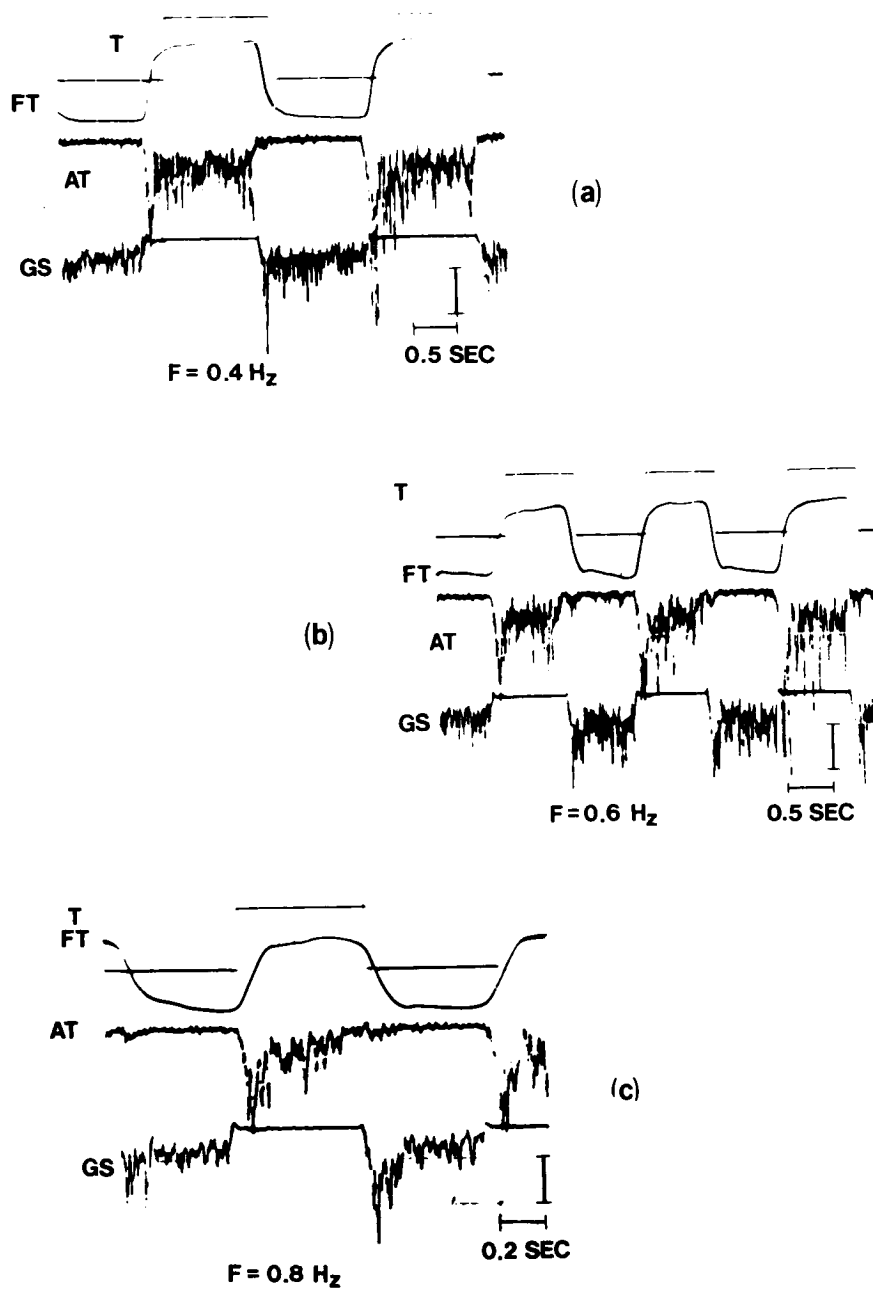 T
FT
AT
(a)
GS
0.5 SEC
F = 0.4 Hz
T
FT
(b)
AT
GS
F = 0.6 Hz
0.5 SEC
T
FT
AT
(c)
GS
0.2 SEC
F = 0.8 Hz